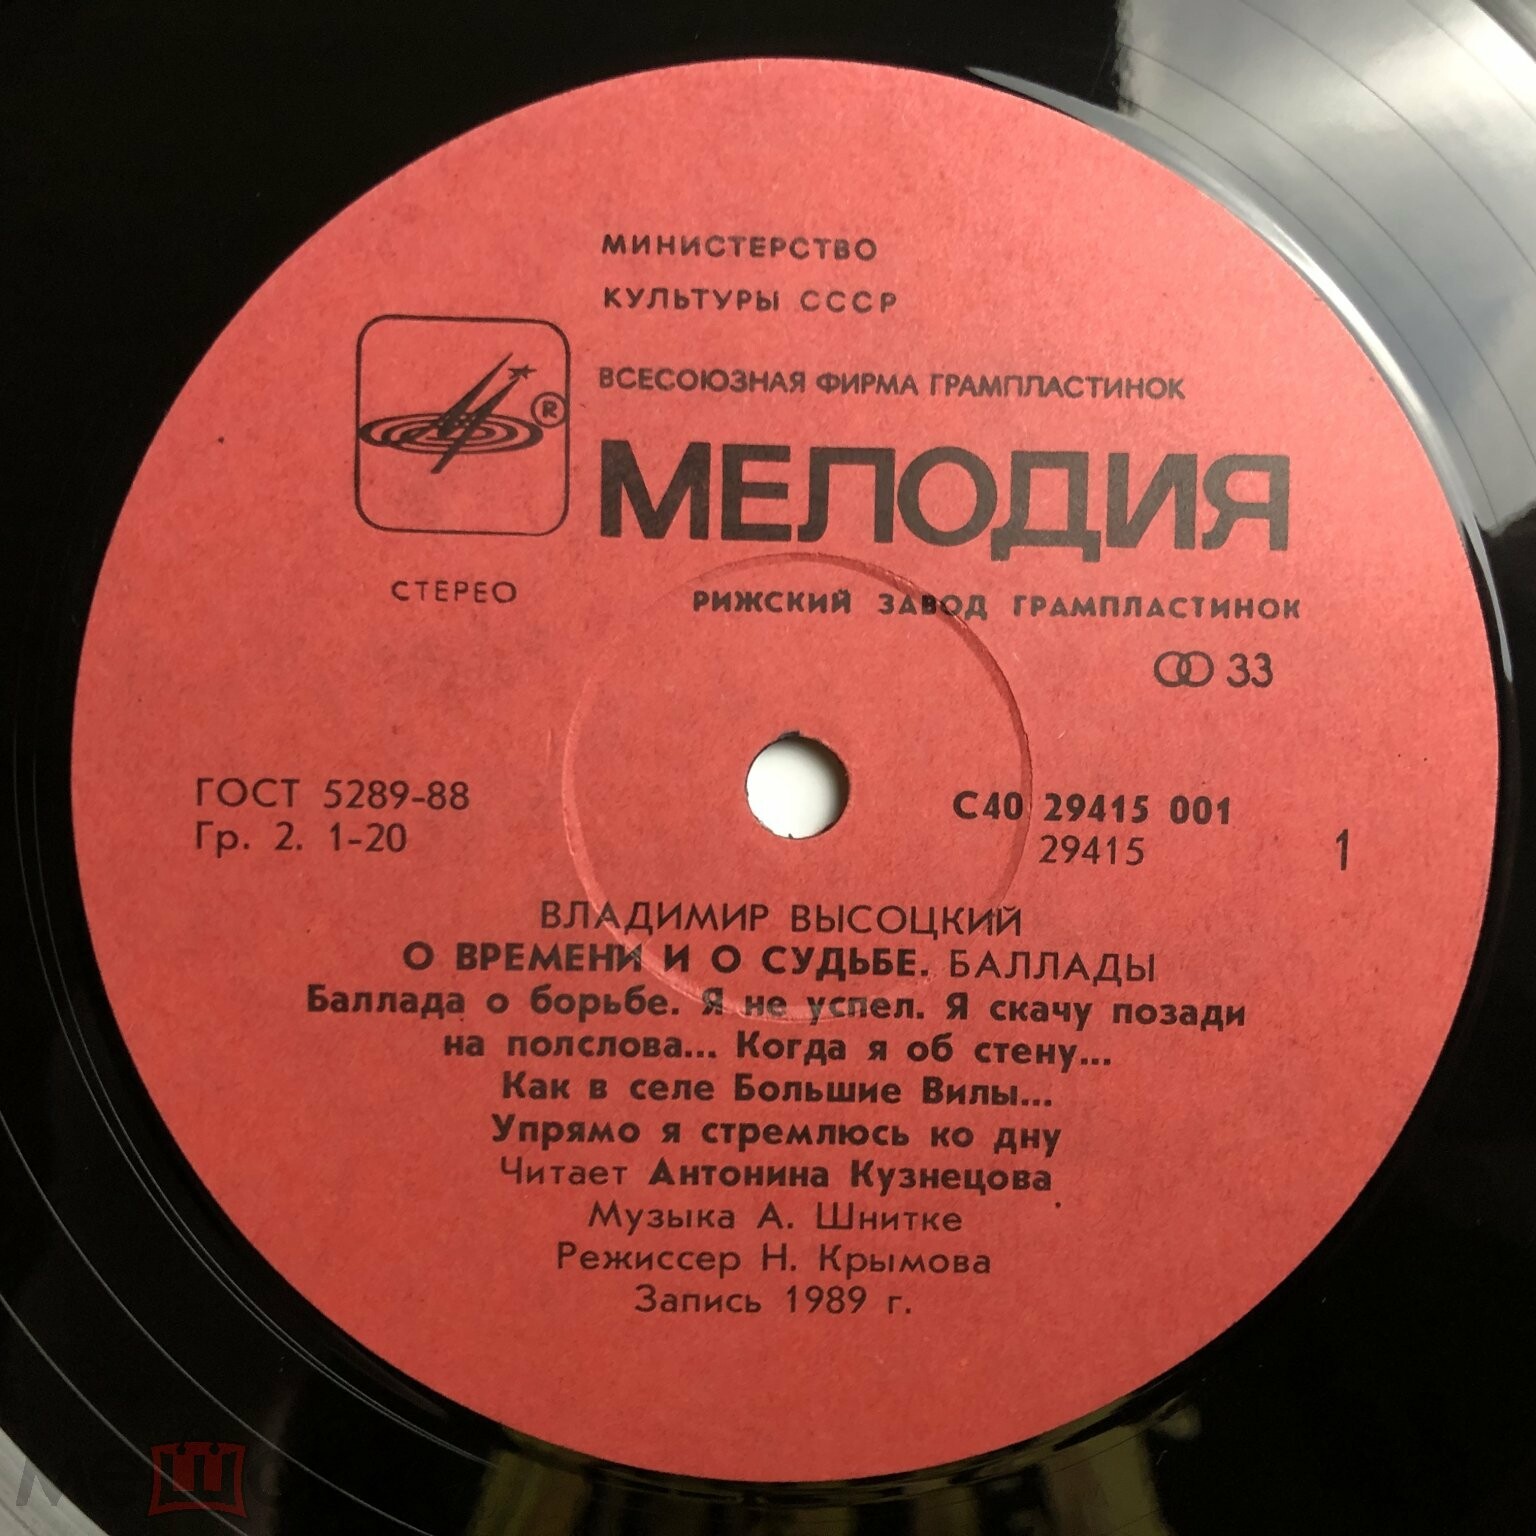 МИНИСТЕРСТВО
КУЛЬТУРЫ СССР
ВСЕСОЮЗНАЯ ФИРМА ГРАМПЛАСТИНОК
®
МЕЛОДИЯ
СТЕРЕО
РИЖСКИЙ ЗАВОД ГРАМПЛАСТИНОК
33
ГОСТ 5289-88
Гр. 2. 1-20
С40 29415 001
29415
1
ВЛАДИМИР ВЫСОЦКИЙ
О ВРЕМЕНИ И О СУДЬБЕ. БАЛЛАДЫ
Баллада о борьбе. Я не успел. Я скачу позади
на полслова... Когда я об стену...
Как в селе Большие Вилы...
Упрямо я стремлюсь ко дну
Читает Антонина Кузнецова
Музыка А. Шнитке
Режиссер Н. Крымова
Запись 1989 г.